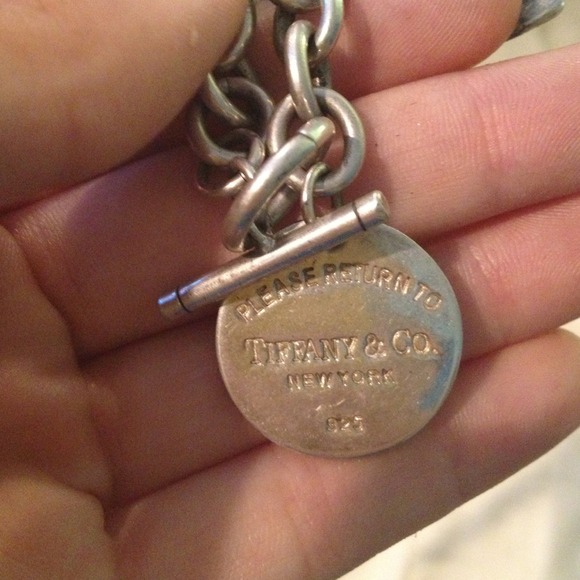 PLEASE RETURN TO
TIFFANY & CO.
NEW YORK
925